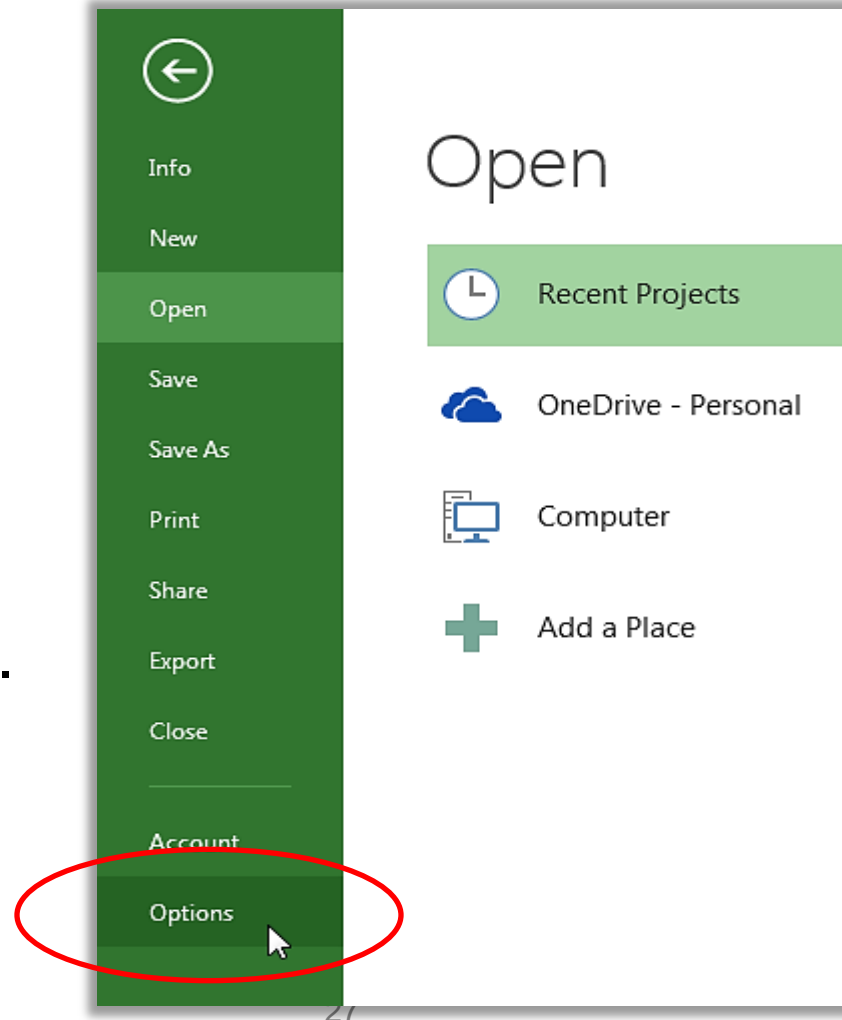 Info
New
Open
Save
Save As
Print
Share
Export
Close
Account
Options
Open
Recent Projects
OneDrive - Personal
Computer
Add a Place
.
27